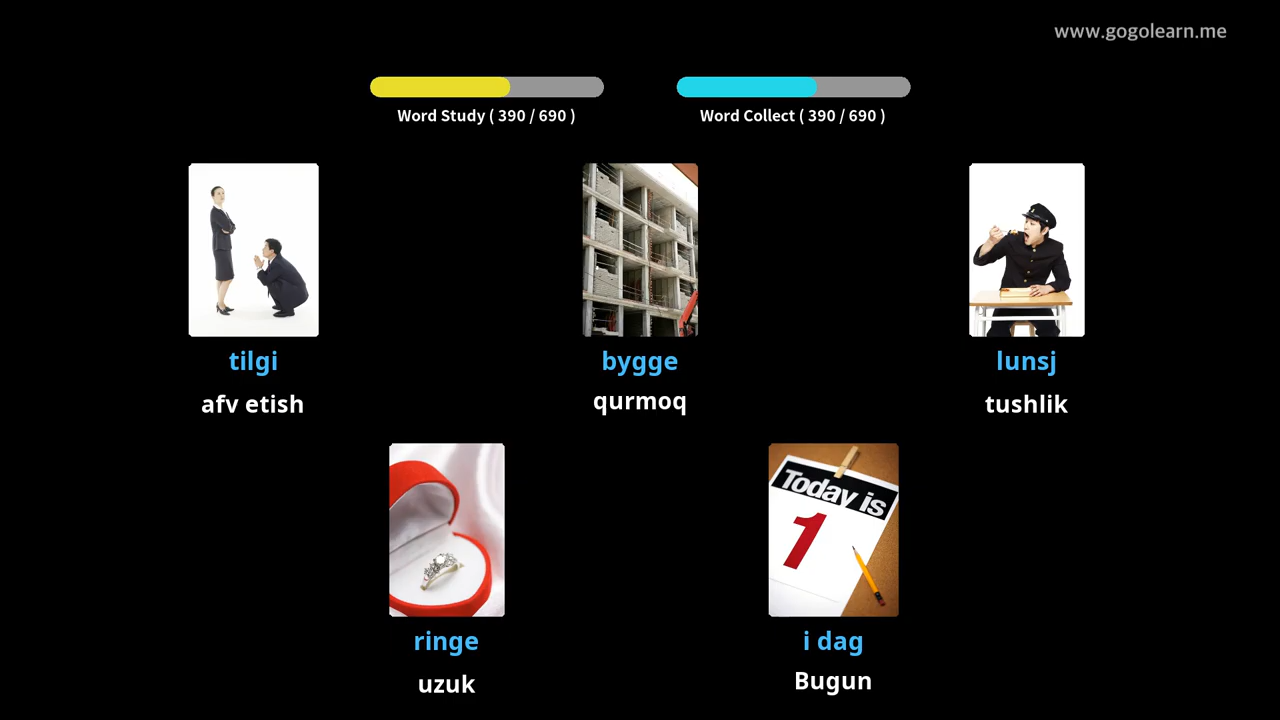 www.gogolearn.me
Word Study ( 390 / 690 )
Word Collect ( 390 / 690 )
tilgi
afv etish
bygge
qurmoq
lunsj
tushlik
Today is
1
ringe
uzuk
i dag
Bugun